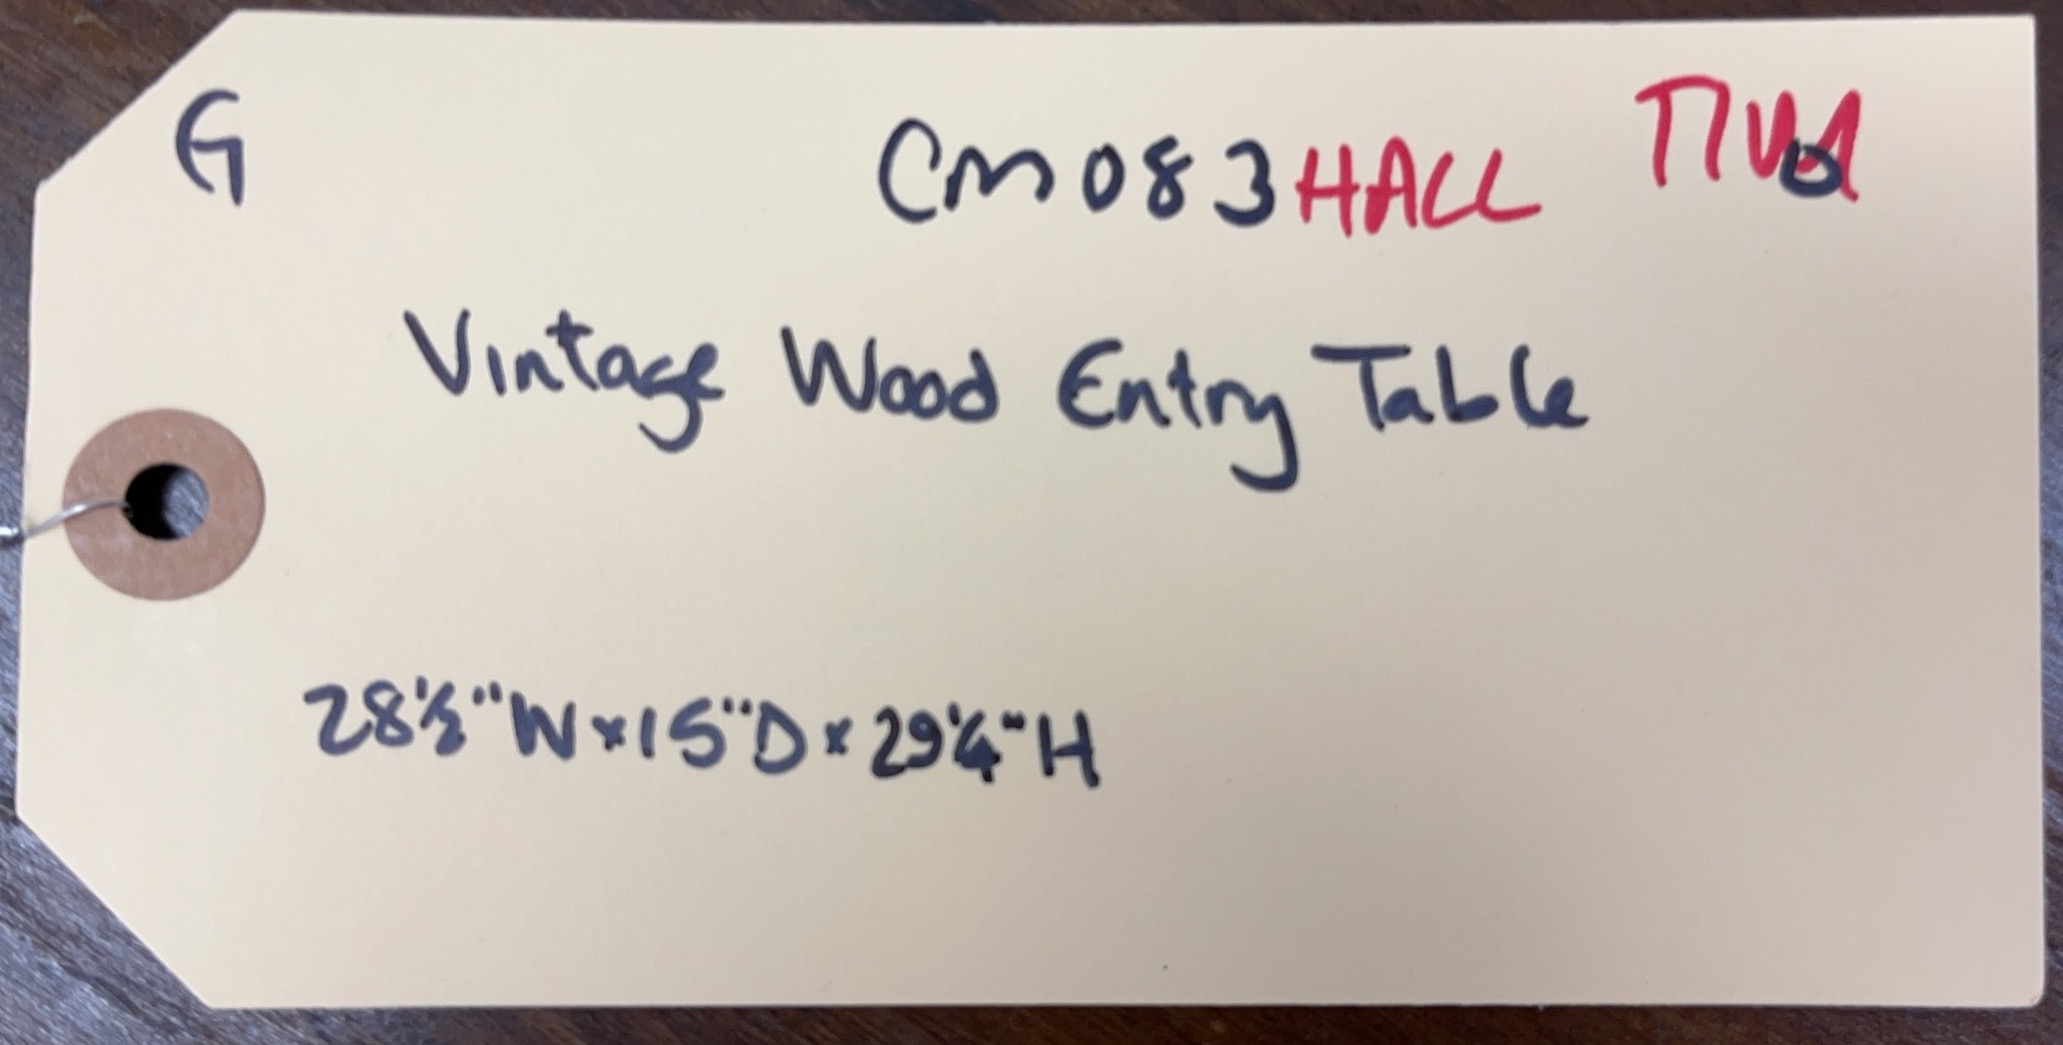 G CM083 HALL
Vintage Wood Entry Table
28½"W×15"D×29¼"H